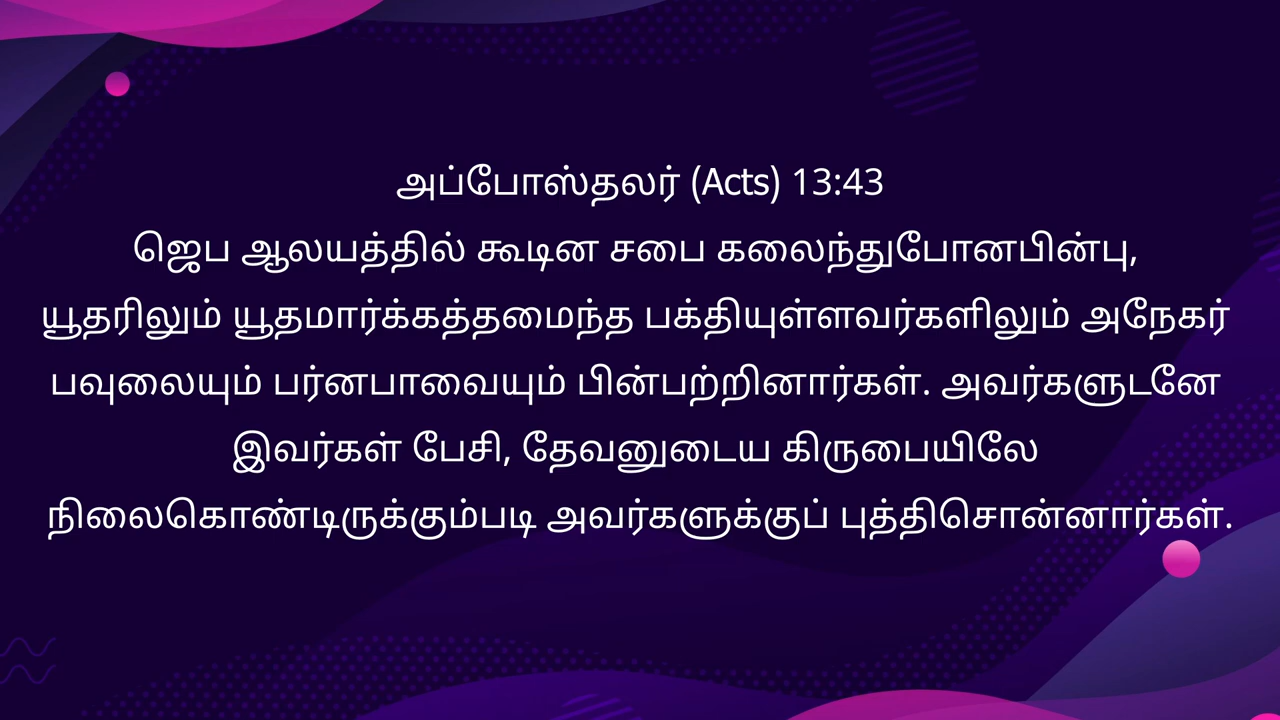 அப்போஸ்தலர் (Acts) 13:43
ஜெப ஆலயத்தில் கூடின சபை கலைந்துபோனபின்பு,
யூதரிலும் யூதமார்க்கத்தமைந்த பக்தியுள்ளவர்களிலும் அநேகர்
பவுலையும் பர்னபாவையும் பின்பற்றினார்கள். அவர்களுடனே
இவர்கள் பேசி, தேவனுடைய கிருபையிலே
நிலைகொண்டிருக்கும்படி அவர்களுக்குப் புத்திசொன்னார்கள்.